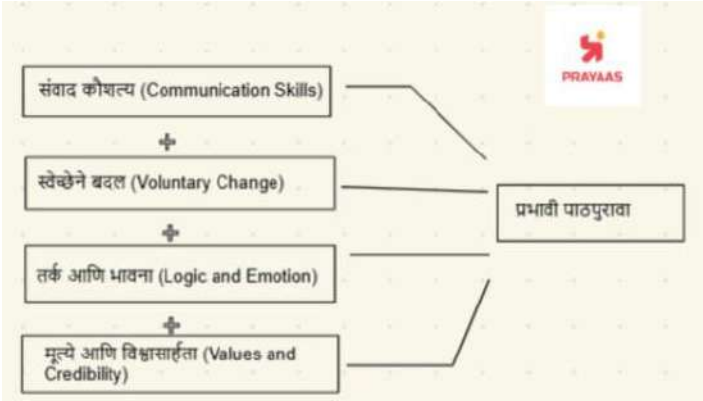 PRAYAAS
संवाद कौशल्य (Communication Skills)
स्वेच्छेने बदल (Voluntary Change)
तर्क आणि भावना (Logic and Emotion)
मूल्ये आणि विश्वासार्हता (Values and
Credibility)
प्रभावी पाठपुरावा